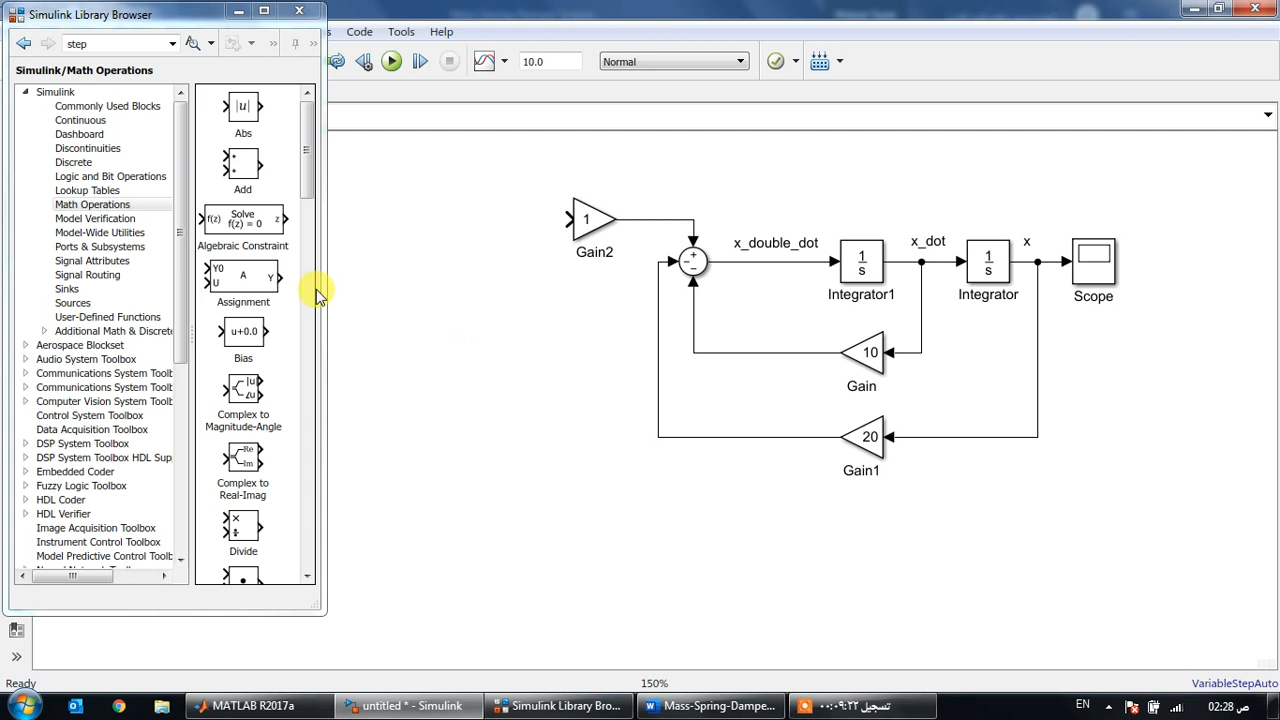 Simulink Library Browser
step
Simulink/Math Operations
Simulink
Commonly Used Blocks
Continuous
Dashboard
Discontinuities
Discrete
Logic and Bit Operations
Lookup Tables
Math Operations
Model Verification
Model-Wide Utilities
Ports & Subsystems
Signal Attributes
Signal Routing
Sinks
Sources
User-Defined Functions
Additional Math & Discrete
Aerospace Blockset
Audio System Toolbox
Communications System Toolb
Communications System Toolb
Computer Vision System Toolb
Control System Toolbox
Data Acquisition Toolbox
DSP System Toolbox
DSP System Toolbox HDL Sup
Embedded Coder
Fuzzy Logic Toolbox
HDL Coder
HDL Verifier
Image Acquisition Toolbox
Instrument Control Toolbox
Model Predictive Control Toolb
|u|
Abs
+
+
Add
f(z) Solve f(z) = 0 z
Algebraic Constraint
Y0
U A Y
Assignment
u+0.0
Bias
|u|
∠u
Complex to
Magnitude-Angle
Re
Im
Complex to
Real-Imag
×
÷
Divide
Code Tools Help
10.0
Normal
1
Gain2
x_double_dot
x_dot
x
1
s
Integrator1
1
s
Integrator
Scope
10
Gain
20
Gain1
Ready
150%
VariableStepAuto
MATLAB R2017a
untitled * - Simulink
Simulink Library Bro...
Mass-Spring-Dampe...
تسجيل ٠٠:٠٩:٢٢
EN
02:28 ص